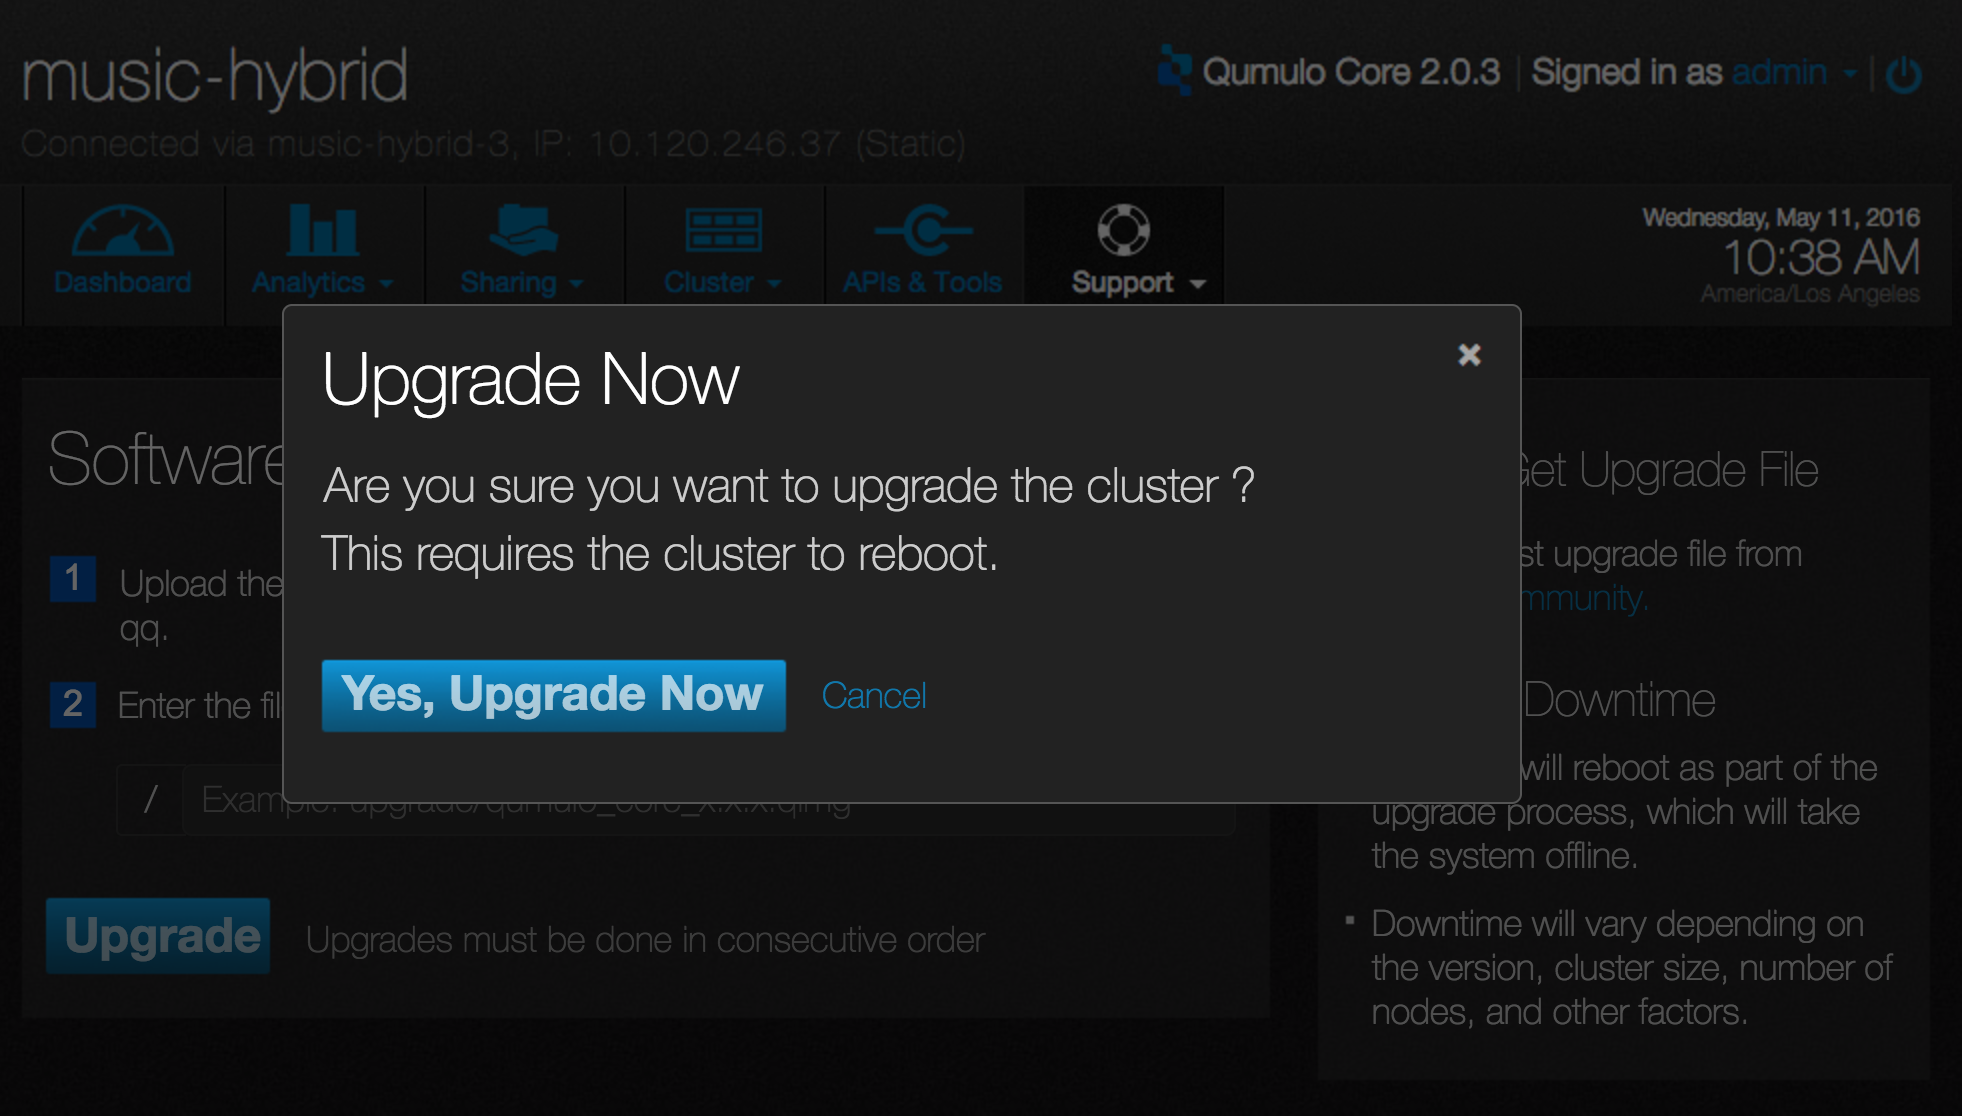 music-hybrid
Qumulo Core 2.0.3 | Signed in as admin
Connected via music-hybrid-3, IP: 10.120.246.37 (Static)
Dashboard
Analytics
Sharing
Cluster
APIs & Tools
Support
Wednesday, May 11, 2016
10:38 AM
America/Los Angeles
Upgrade Now
Are you sure you want to upgrade the cluster ?
This requires the cluster to reboot.
Yes, Upgrade Now
Cancel
Software
1
Upload the
qq.
2
Enter the
/
Example: upgrade/qumulo_core_x.x.x.qimg
Upgrade
Upgrades must be done in consecutive order
Get Upgrade File
upgrade file from
Downtime
will reboot as part of the
upgrade process, which will take
the system offline.
Downtime will vary depending on
the version, cluster size, number of
nodes, and other factors.